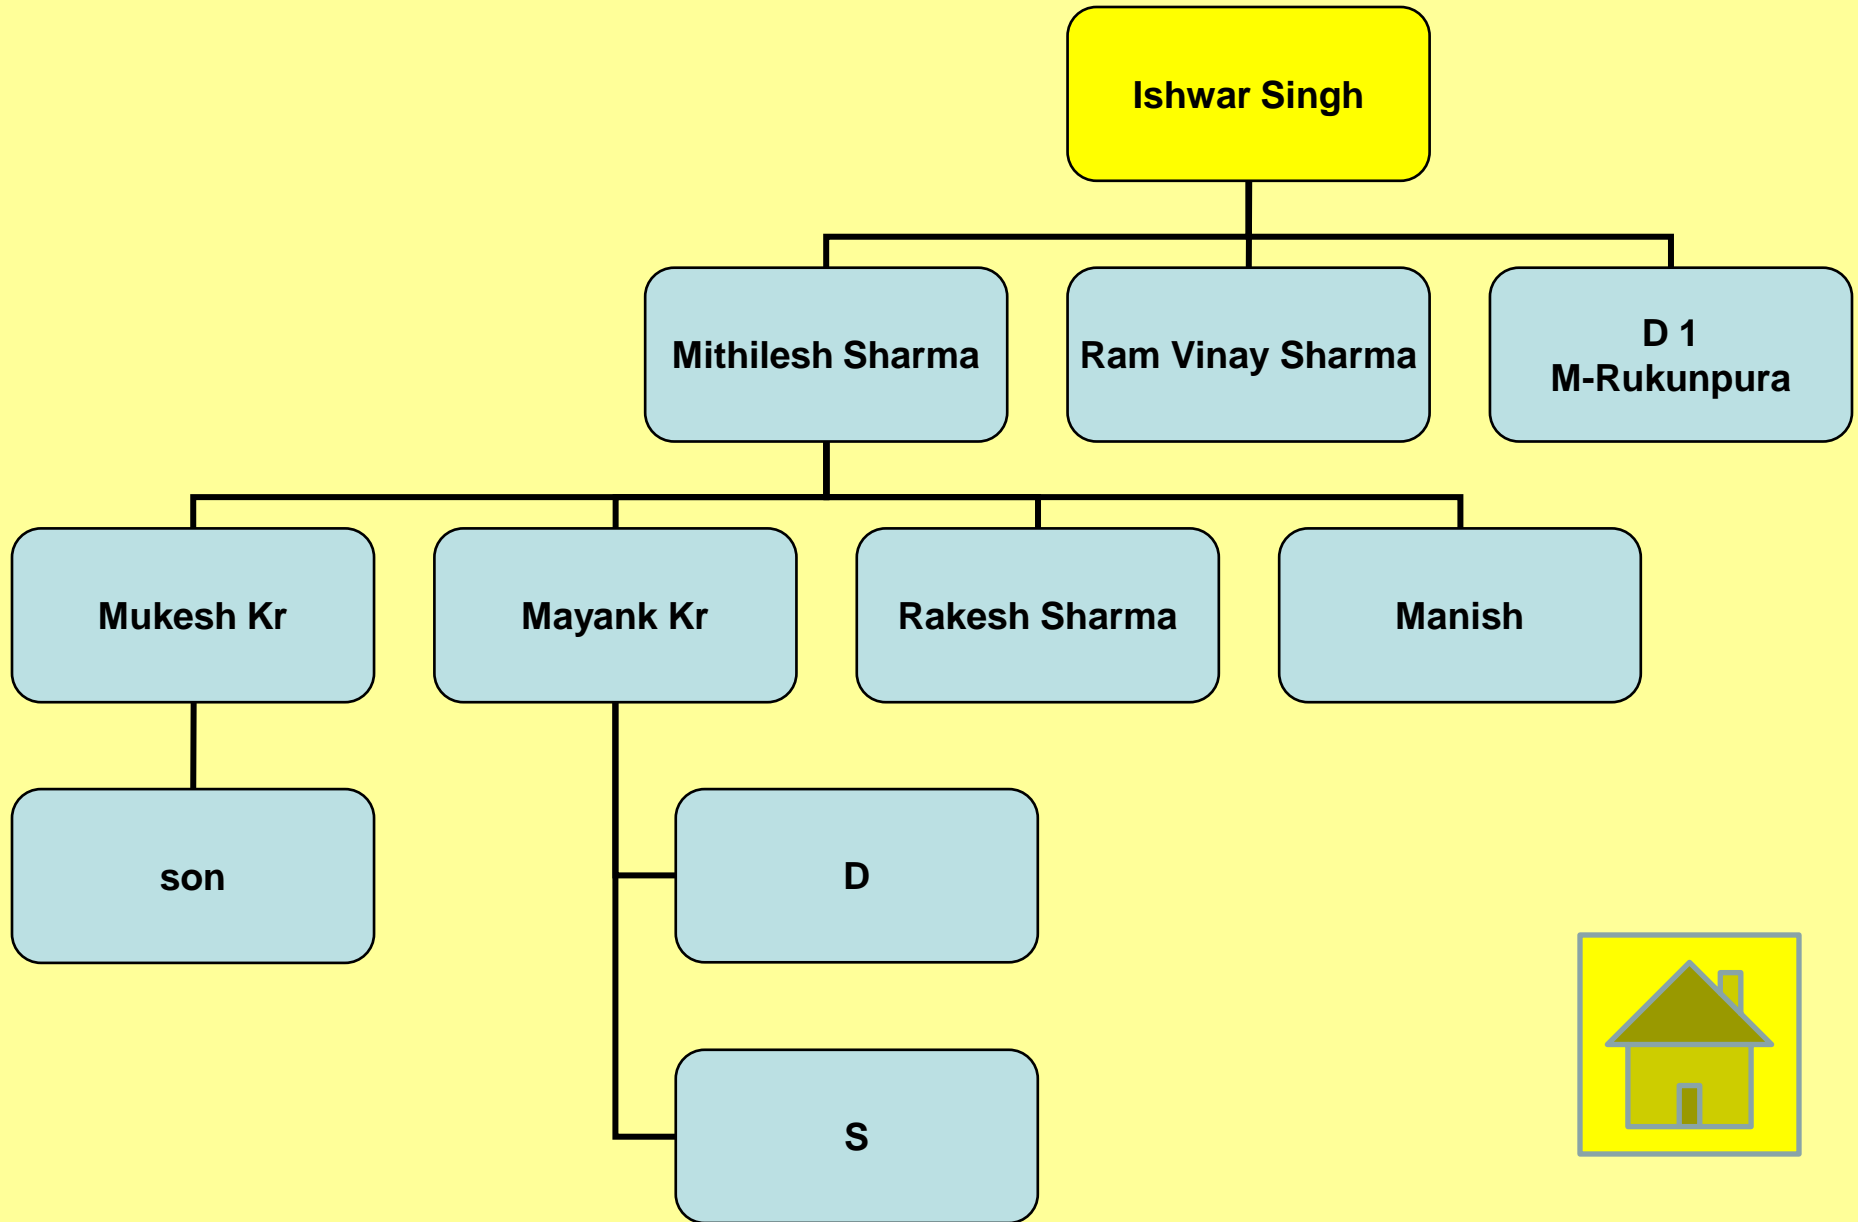 Ishwar Singh
Mithilesh Sharma
Ram Vinay Sharma
D 1
M-Rukunpura
Mukesh Kr
Mayank Kr
Rakesh Sharma
Manish
son
D
S